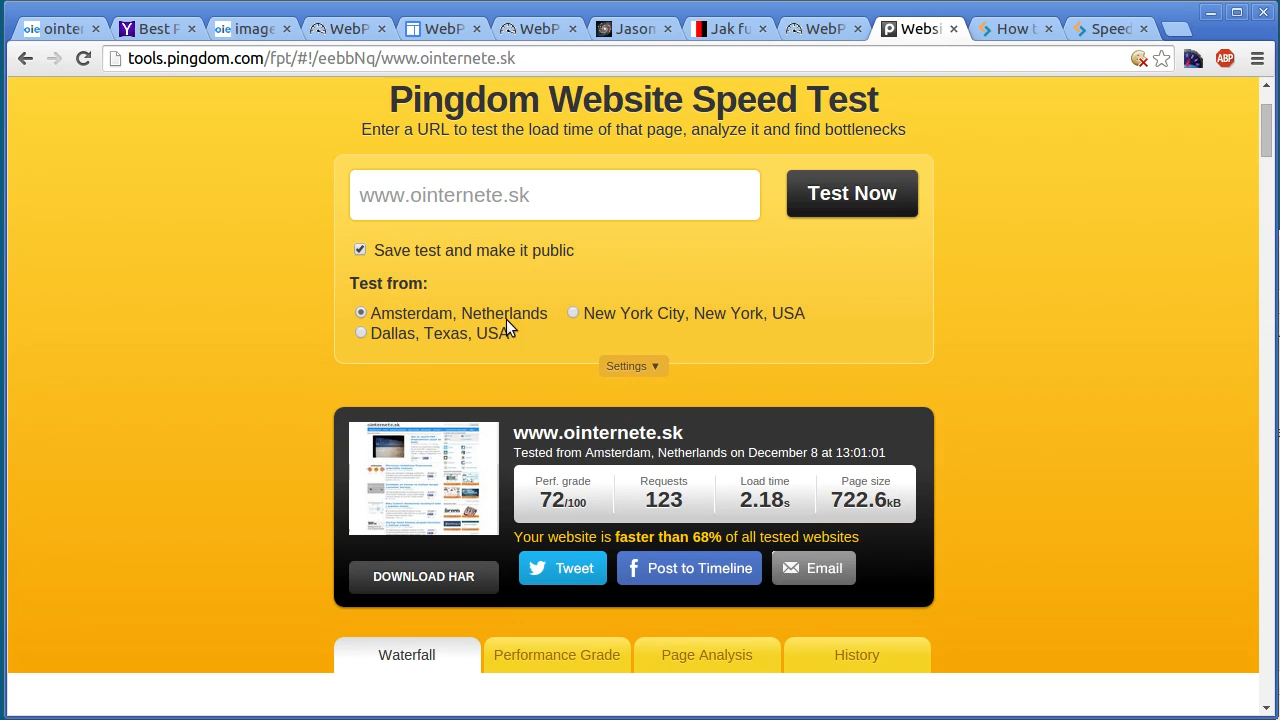 ointer
Best P
image
WebP
WebP
WebP
Jason
Jak fu
WebP
Websi
How t
Speed
tools.pingdom.com/fpt/#!/eebbNq/www.ointernete.sk
ABP
Pingdom Website Speed Test
Enter a URL to test the load time of that page, analyze it and find bottlenecks
www.ointernete.sk
Test Now
Save test and make it public
Test from:
Amsterdam, Netherlands New York City, New York, USA
Dallas, Texas, USA
Settings ▼
www.ointernete.sk
Tested from Amsterdam, Netherlands on December 8 at 13:01:01
Perf. grade Requests Load time Page size
72/100 123 2.18s 722.6kB
Your website is faster than 68% of all tested websites
DOWNLOAD HAR
Tweet Post to Timeline Email
Waterfall Performance Grade Page Analysis History